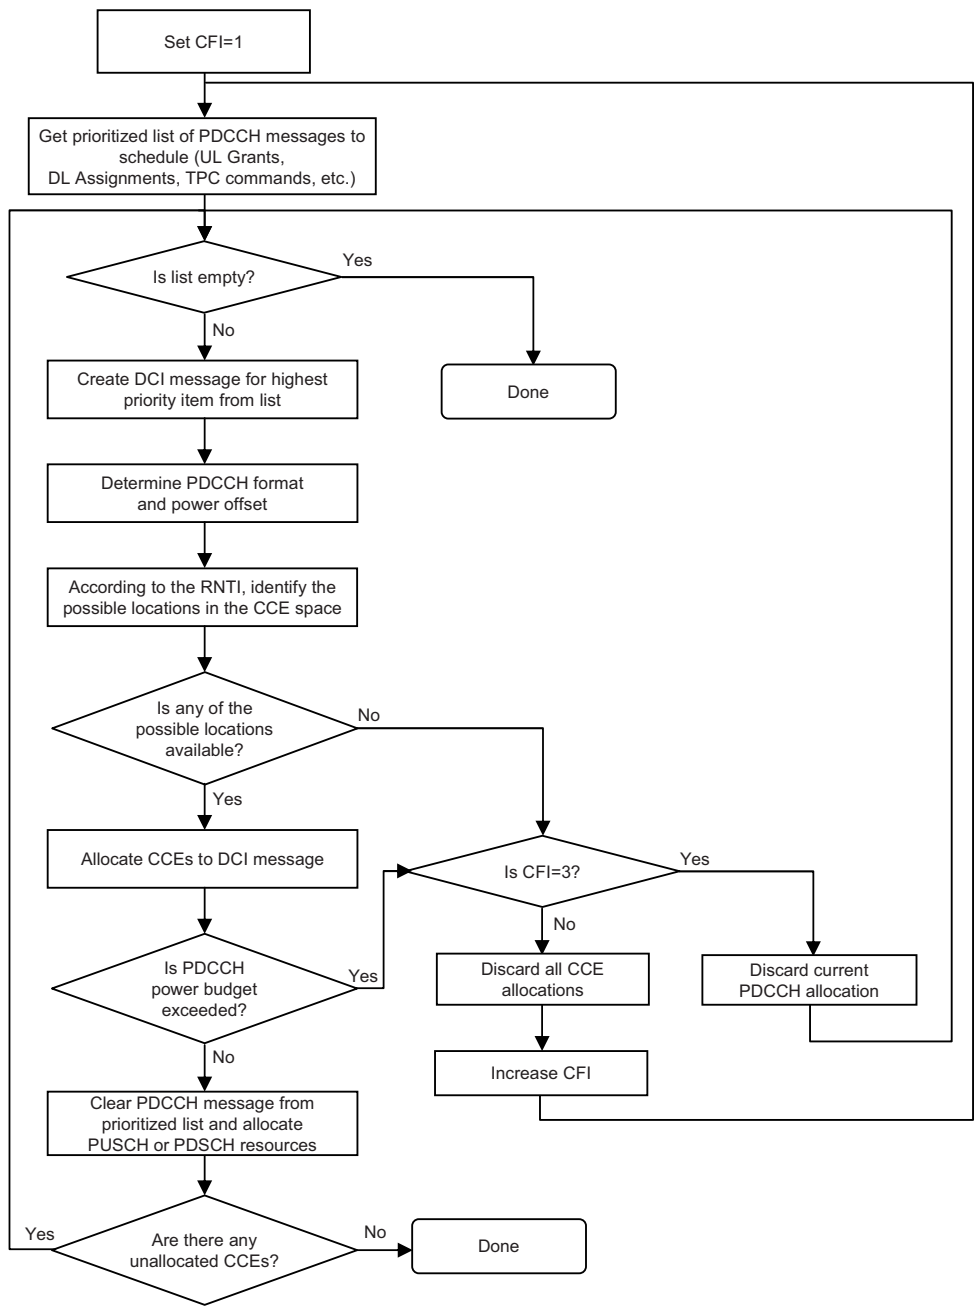 Set CFI=1
Get prioritized list of PDCCH messages to
schedule (UL Grants,
DL Assignments, TPC commands, etc.)
Is list empty?
Yes
No
Create DCI message for highest
priority item from list
Done
Determine PDCCH format
and power offset
According to the RNTI, identify the
possible locations in the CCE space
Is any of the
possible locations
available?
No
Yes
Allocate CCEs to DCI message
Is CFI=3?
Yes
No
Is PDCCH
power budget
exceeded?
Yes
No
Discard all CCE
allocations
Discard current
PDCCH allocation
Increase CFI
Clear PDCCH message from
prioritized list and allocate
PUSCH or PDSCH resources
Are there any
unallocated CCEs?
Yes
No
Done